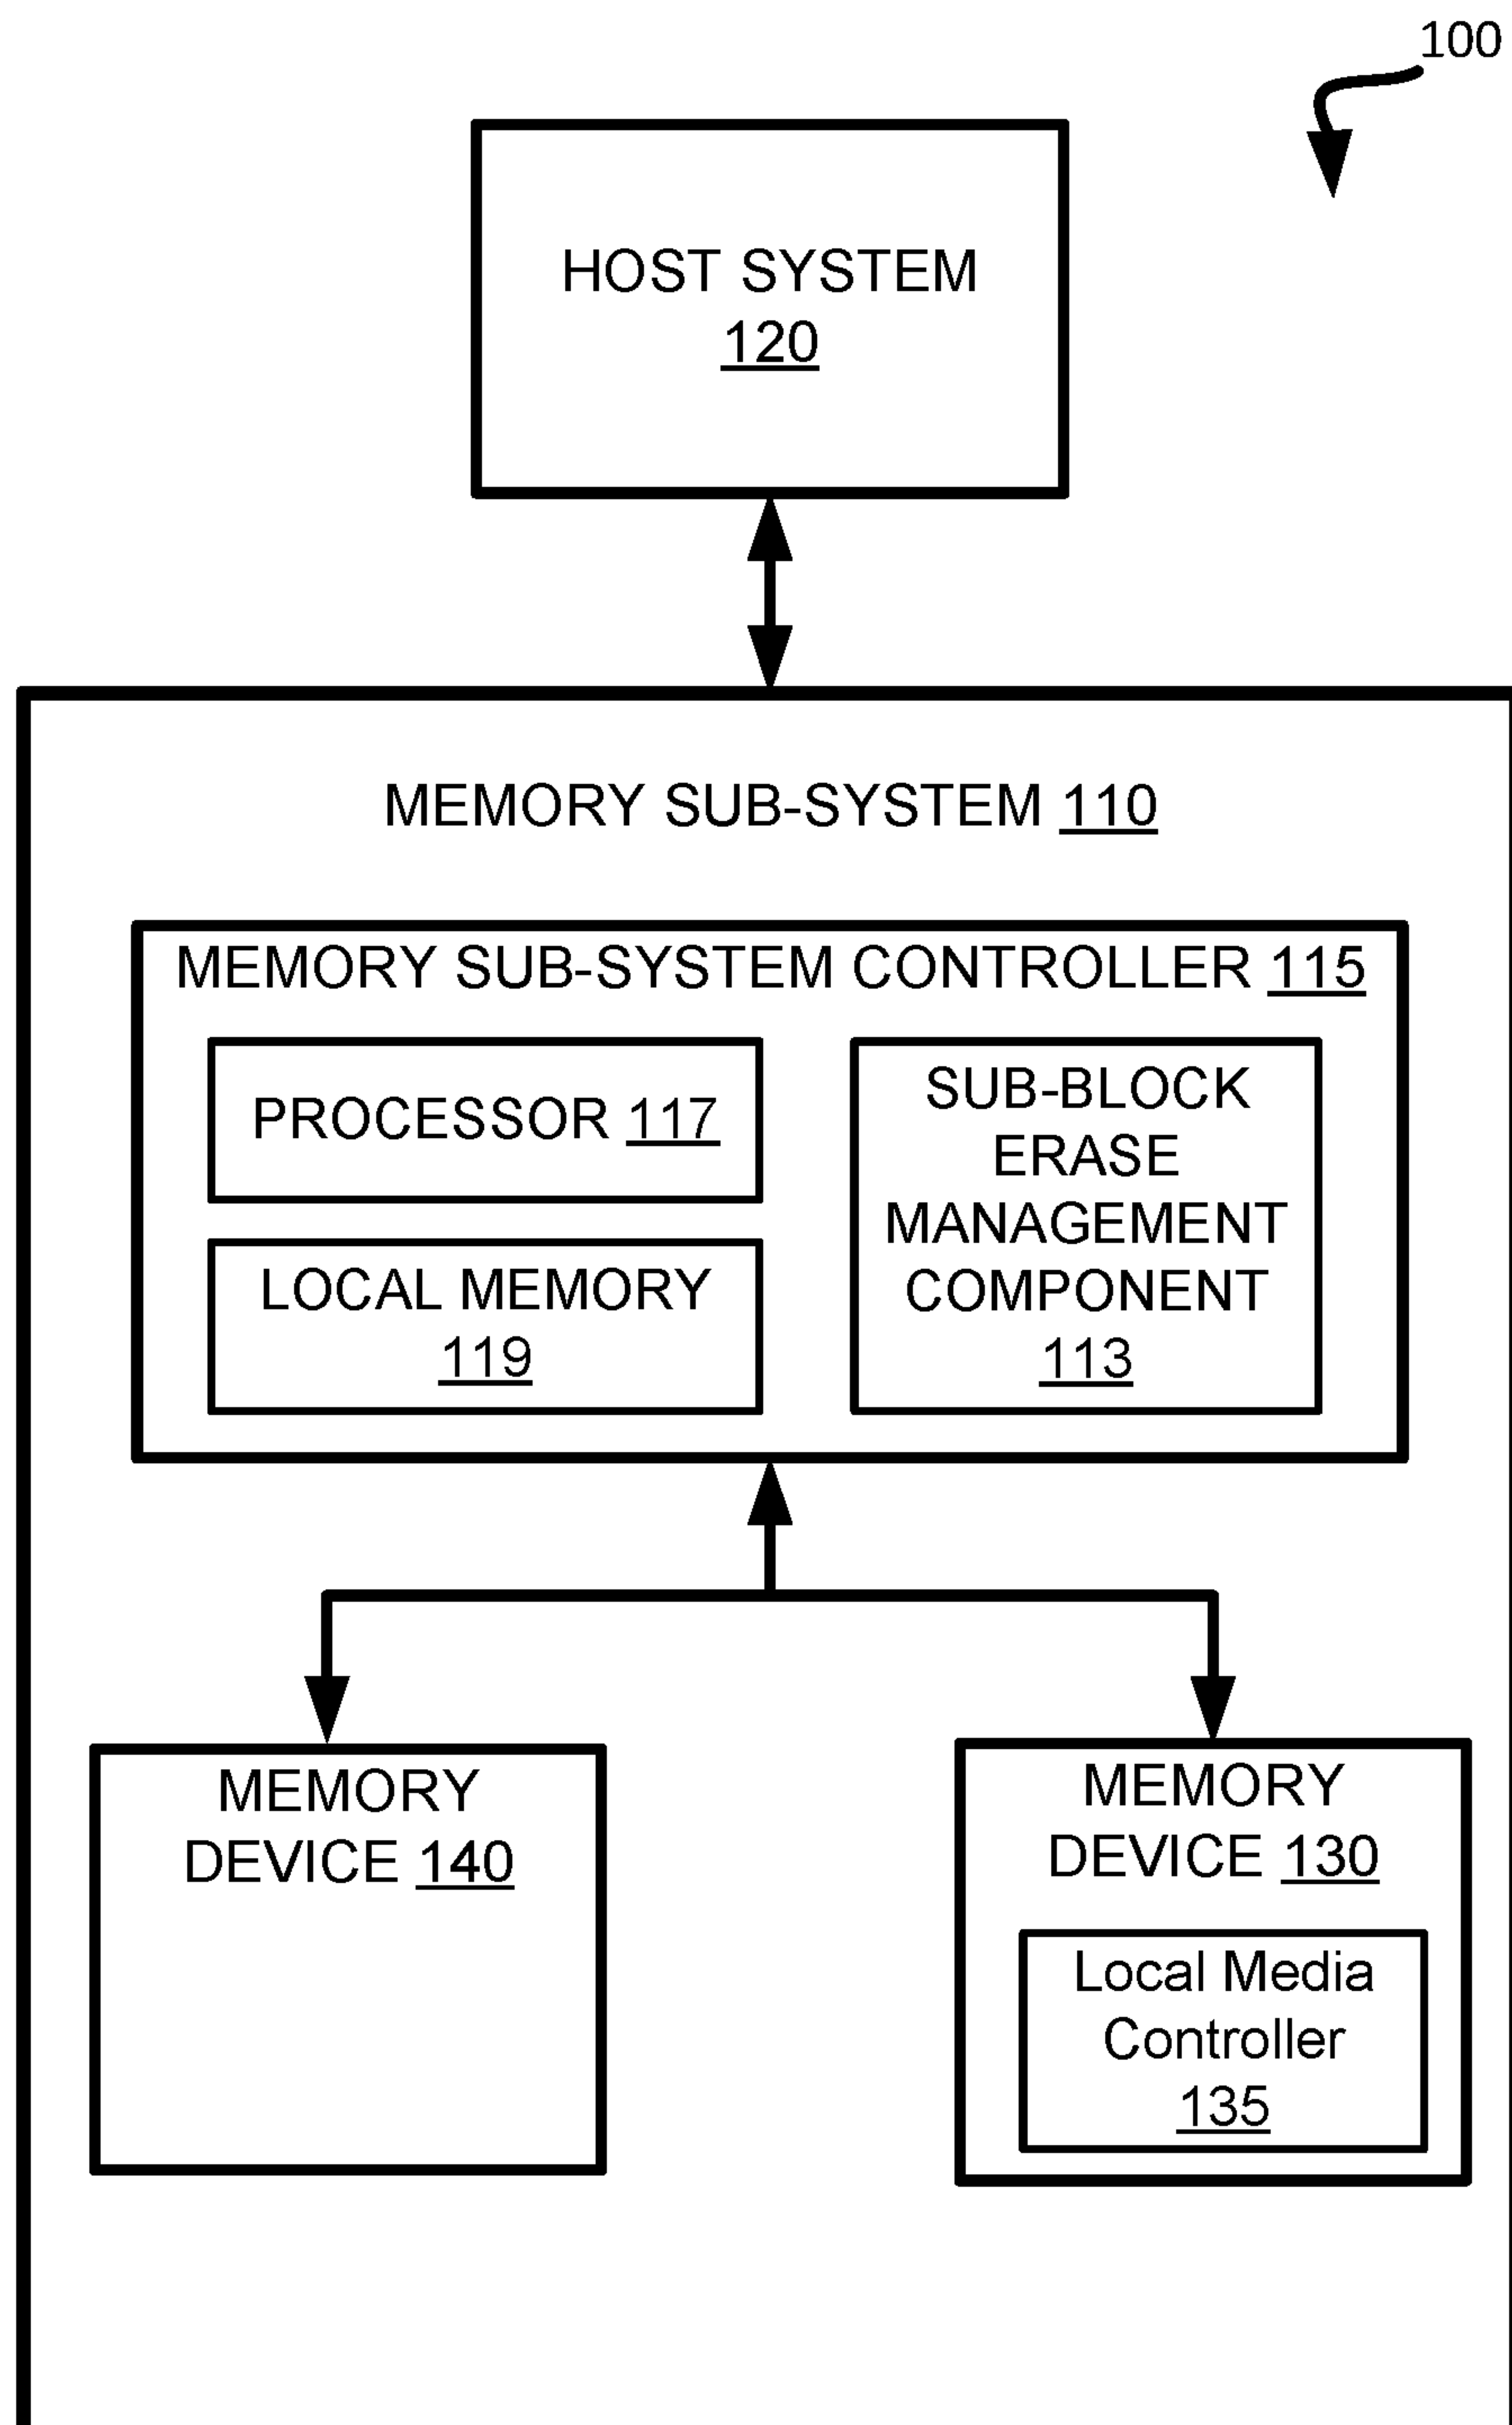 100
HOST SYSTEM
120
MEMORY SUB-SYSTEM 110
MEMORY SUB-SYSTEM CONTROLLER 115
PROCESSOR 117
LOCAL MEMORY
119
SUB-BLOCK
ERASE
MANAGEMENT
COMPONENT
113
MEMORY
DEVICE 140
MEMORY
DEVICE 130
Local Media
Controller
135